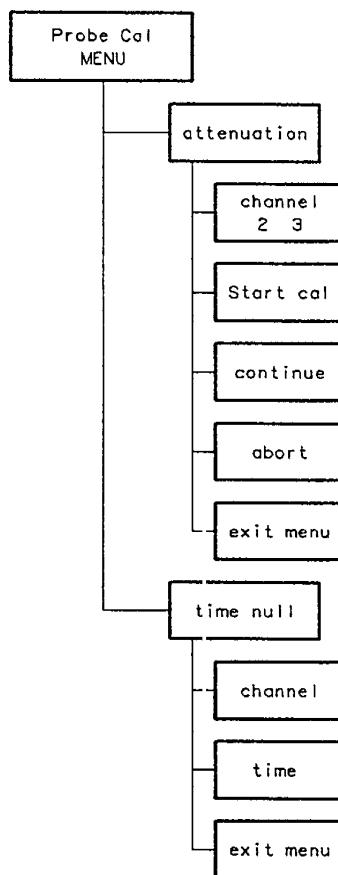 Probe Cal
MENU
attenuation
channel
2 3
Start cal
continue
abort
exit menu
time null
channel
time
exit menu